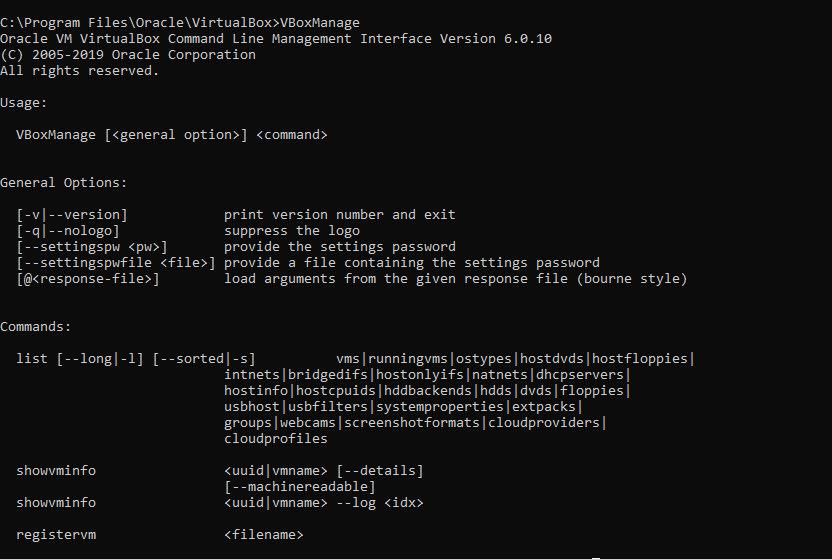 C:\Program Files\Oracle\VirtualBox>VBoxManage
Oracle VM VirtualBox Command Line Management Interface Version 6.0.10
(C) 2005-2019 Oracle Corporation
All rights reserved.

Usage:

  VBoxManage [<general option>] <command>


General Options:

  [-v|--version]            print version number and exit
  [-q|--nologo]             suppress the logo
  [--settingspw <pw>]       provide the settings password
  [--settingspwfile <file>] provide a file containing the settings password
  [@<response-file>]        load arguments from the given response file (bourne style)


Commands:

  list [--long|-l] [--sorted|-s]          vms|runningvms|ostypes|hostdvds|hostfloppies|
                            intnets|bridgedifs|hostonlyifs|natnets|dhcpservers|
                            hostinfo|hostcpuids|hddbackends|hdds|dvds|floppies|
                            usbhost|usbfilters|systemproperties|extpacks|
                            groups|webcams|screenshotformats|cloudproviders|
                            cloudprofiles

  showvminfo                <uuid|vmname> [--details]
                            [--machinereadable]
  showvminfo                <uuid|vmname> --log <idx>

  registervm                <filename>